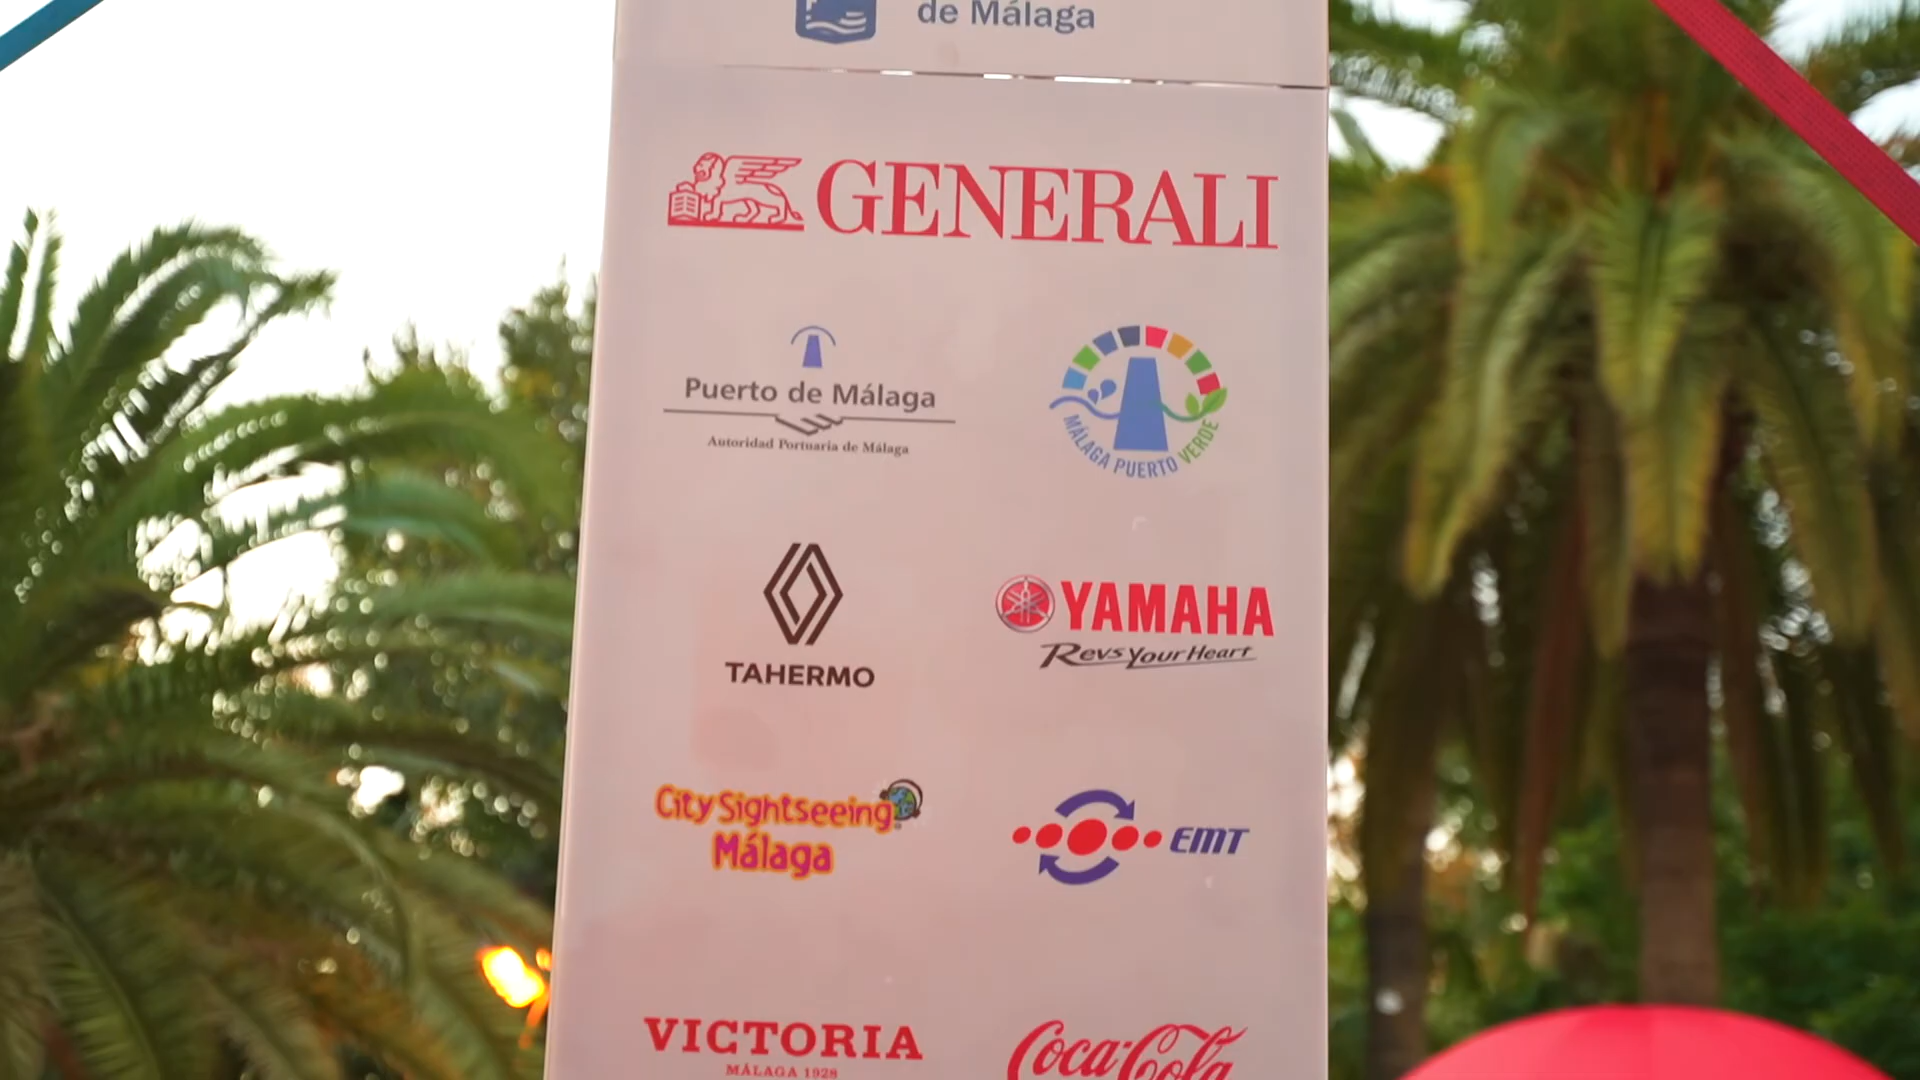 de Málaga
GENERALI
Puerto de Málaga
Autoridad Portuaria de Málaga
MÁLAGA PUERTO VERDE
TAHERMO
YAMAHA
Revs Your Heart
City Sightseeing
Málaga
EMT
VICTORIA
MÁLAGA 1928
Coca-Cola